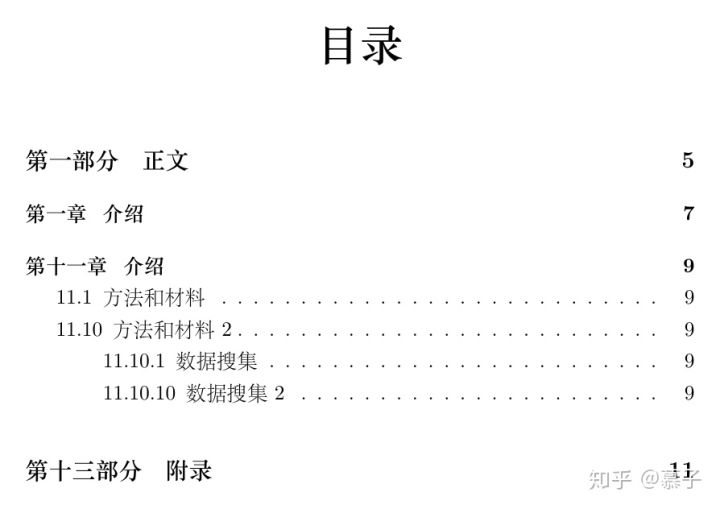 目录
第一部分 正文 5
第一章 介绍 7
第十一章 介绍 9
11.1 方法和材料 . . . . . . . . . . . . . . . . . . . . . . . . . . . . 9
11.10 方法和材料 2 . . . . . . . . . . . . . . . . . . . . . . . . . . . 9
11.10.1 数据搜集 . . . . . . . . . . . . . . . . . . . . . . . . . 9
11.10.10 数据搜集 2 . . . . . . . . . . . . . . . . . . . . . . . 9
第十三部分 附录 11
知乎 @慕子